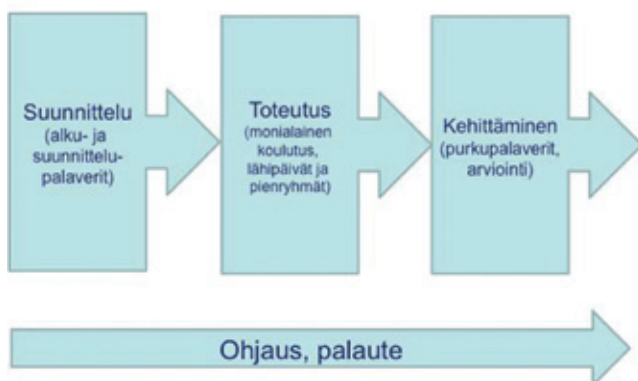 Suunnittelu
(alku- ja
suunnittelu-
palaverit)
Toteutus
(monialainen
koulutus,
lähipäivät ja
pienryhmät)
Kehittäminen
(purkupalaverit,
arviointi)
Ohjaus, palaute